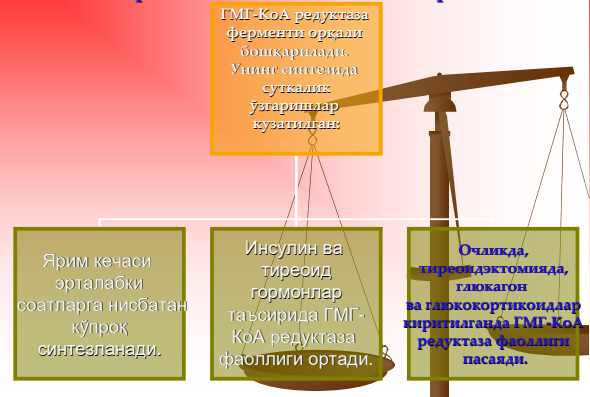 ГМГ-КоА редуктаза
ферменти орқали
бошқарилади.
Унинг синтезида
суткалик
ўзгаришлар
кузатилган:
Ярим кечаси
эрталабки
соатларга нисбатан
кўпроқ
синтезланади.
Инсулин ва
тиреоид
гормонлар
таъсирида ГМГ-
КоА редуктаза
фаоллиги ортади.
Очликда,
тиреоидэктомияда,
глюкагон
ва глюкокортикоидлар
киритилганда ГМГ-КоА
редуктаза фаоллиги
пасаяди.